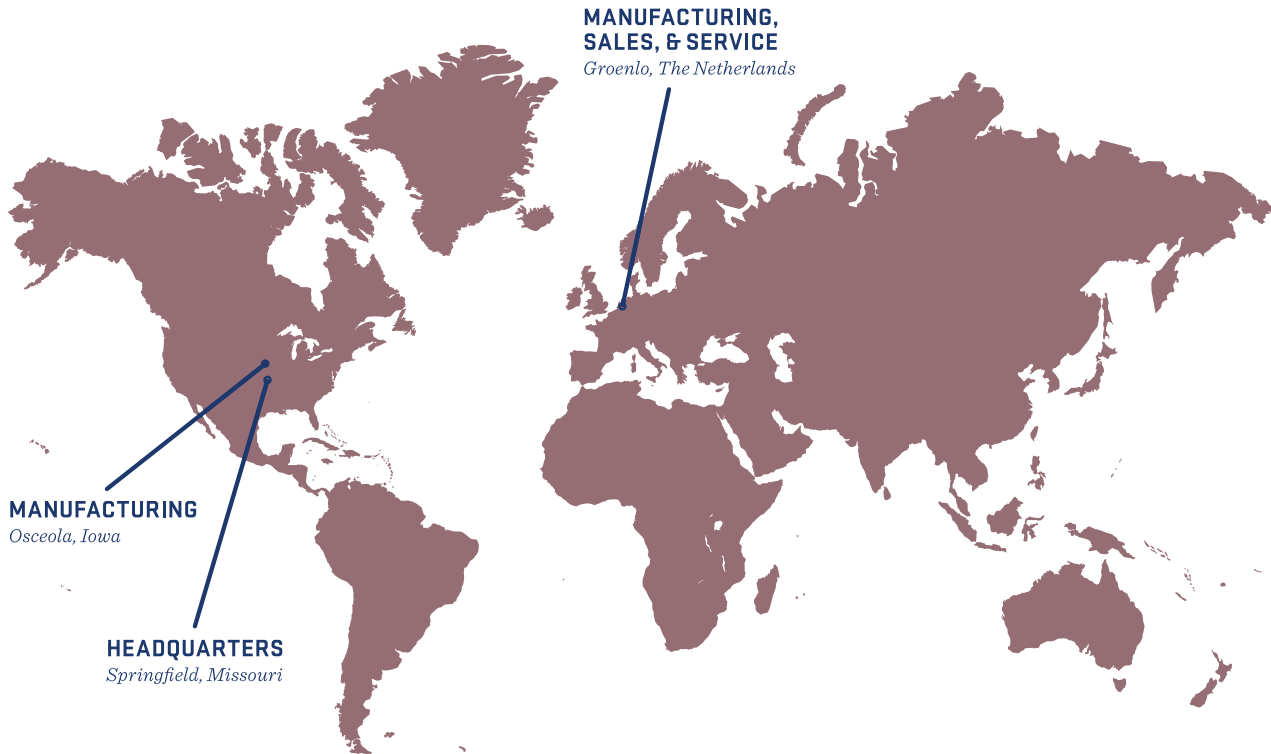 MANUFACTURING,
SALES, & SERVICE
Groenlo, The Netherlands
MANUFACTURING
Osceola, Iowa
HEADQUARTERS
Springfield, Missouri